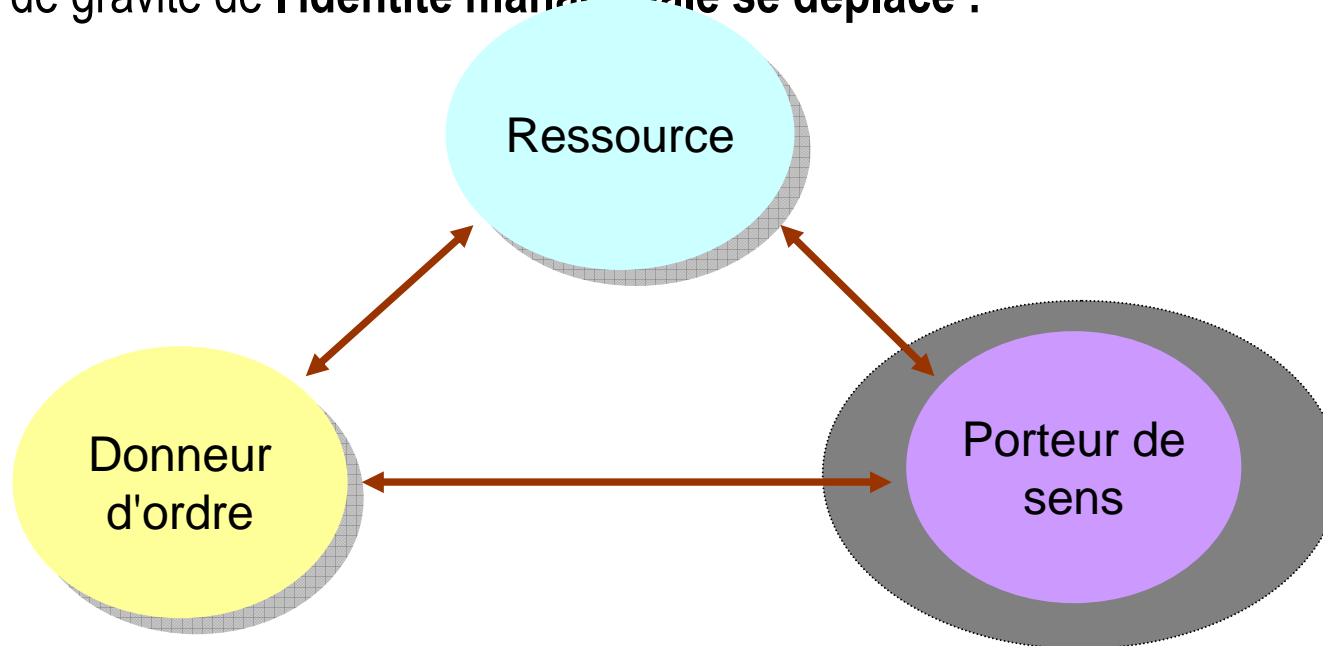 de gravité de l'identité se déplace :
Ressource
Donneur
d'ordre
Porteur de
sens